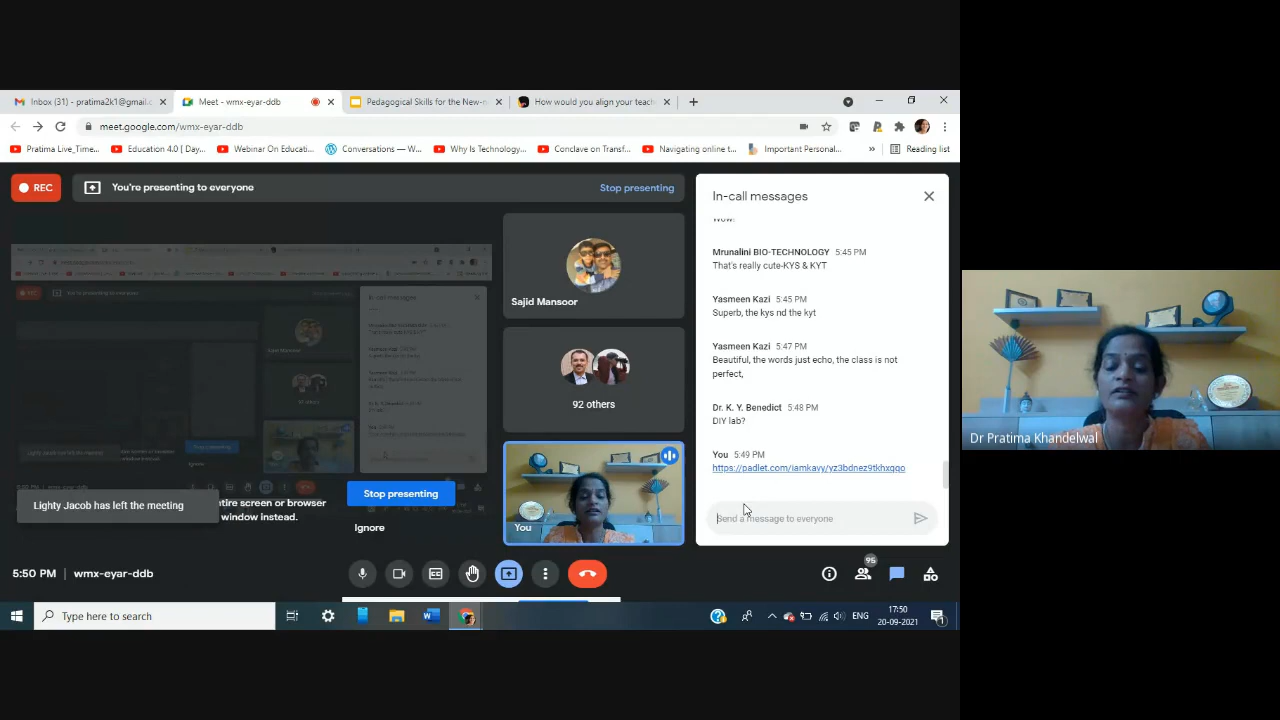 Inbox (31) - pratima2k1@gmail.c
Meet - wmx-eyar-ddb
Pedagogical Skills for the New-n
How would you align your teach
meet.google.com/wmx-eyar-ddb
Pratima Live_Time...
Education 4.0 [ Day...
Webinar On Educati...
Conversations — W...
Why Is Technology...
Conclave on Transf...
Navigating online t...
Important Personal...
»
Reading list
REC
You're presenting to everyone
Stop presenting
Sajid Mansoor
92 others
You
In-call messages
Wow!
Mrunalini BIO-TECHNOLOGY 5:45 PM
That's really cute-KYS & KYT
Yasmeen Kazi 5:45 PM
Superb, the kys nd the kyt
Yasmeen Kazi 5:47 PM
Beautiful, the words just echo, the class is not
perfect,
Dr. K. Y. Benedict 5:48 PM
DIY lab?
You 5:49 PM
https://padlet.com/iamkavy/yz3bdnez9tkhxqqo
Send a message to everyone
Lighty Jacob has left the meeting
ntire screen or browser
window instead.
Stop presenting
Ignore
5:50 PM | wmx-eyar-ddb
95
Type here to search
ENG
17:50
20-09-2021
1
Dr Pratima Khandelwal